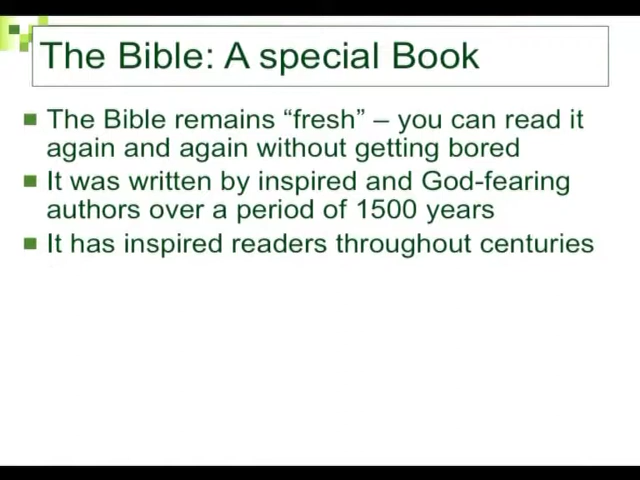 The Bible: A special Book
The Bible remains “fresh” – you can read it
again and again without getting bored
It was written by inspired and God-fearing
authors over a period of 1500 years
It has inspired readers throughout centuries